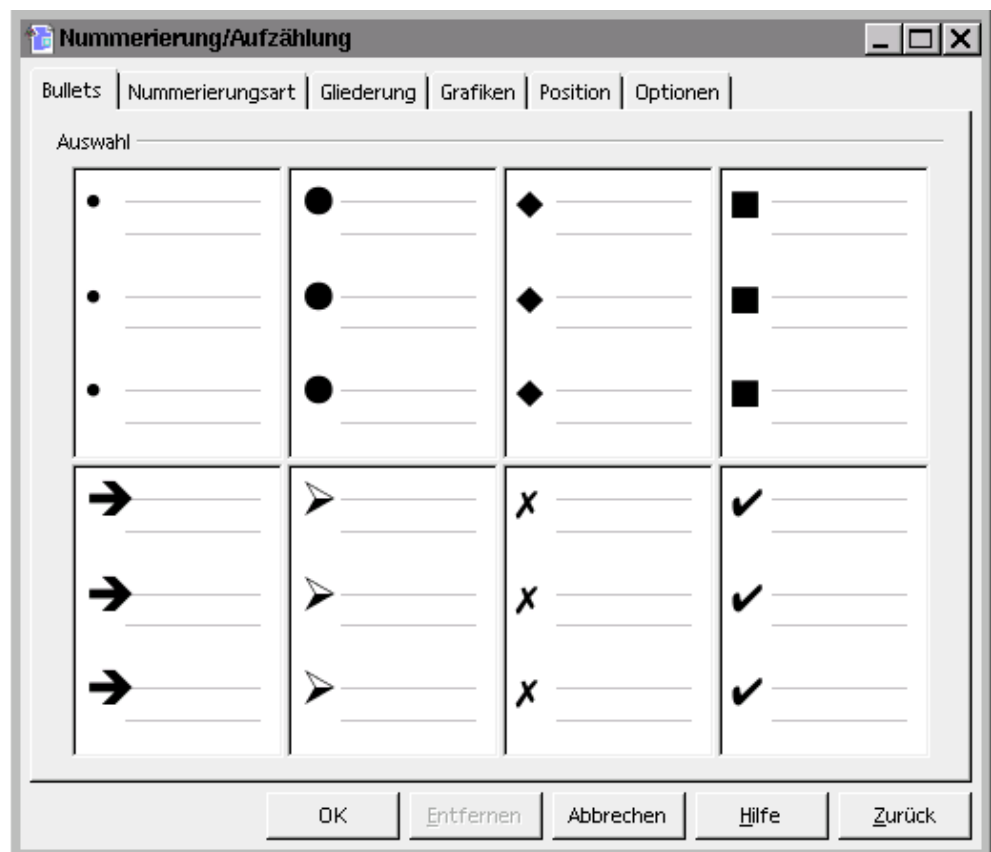 Nummerierung/Aufzählung
Bullets Nummerierungsart Gliederung Grafiken Position Optionen
Auswahl
OK Entfernen Abbrechen Hilfe Zurück